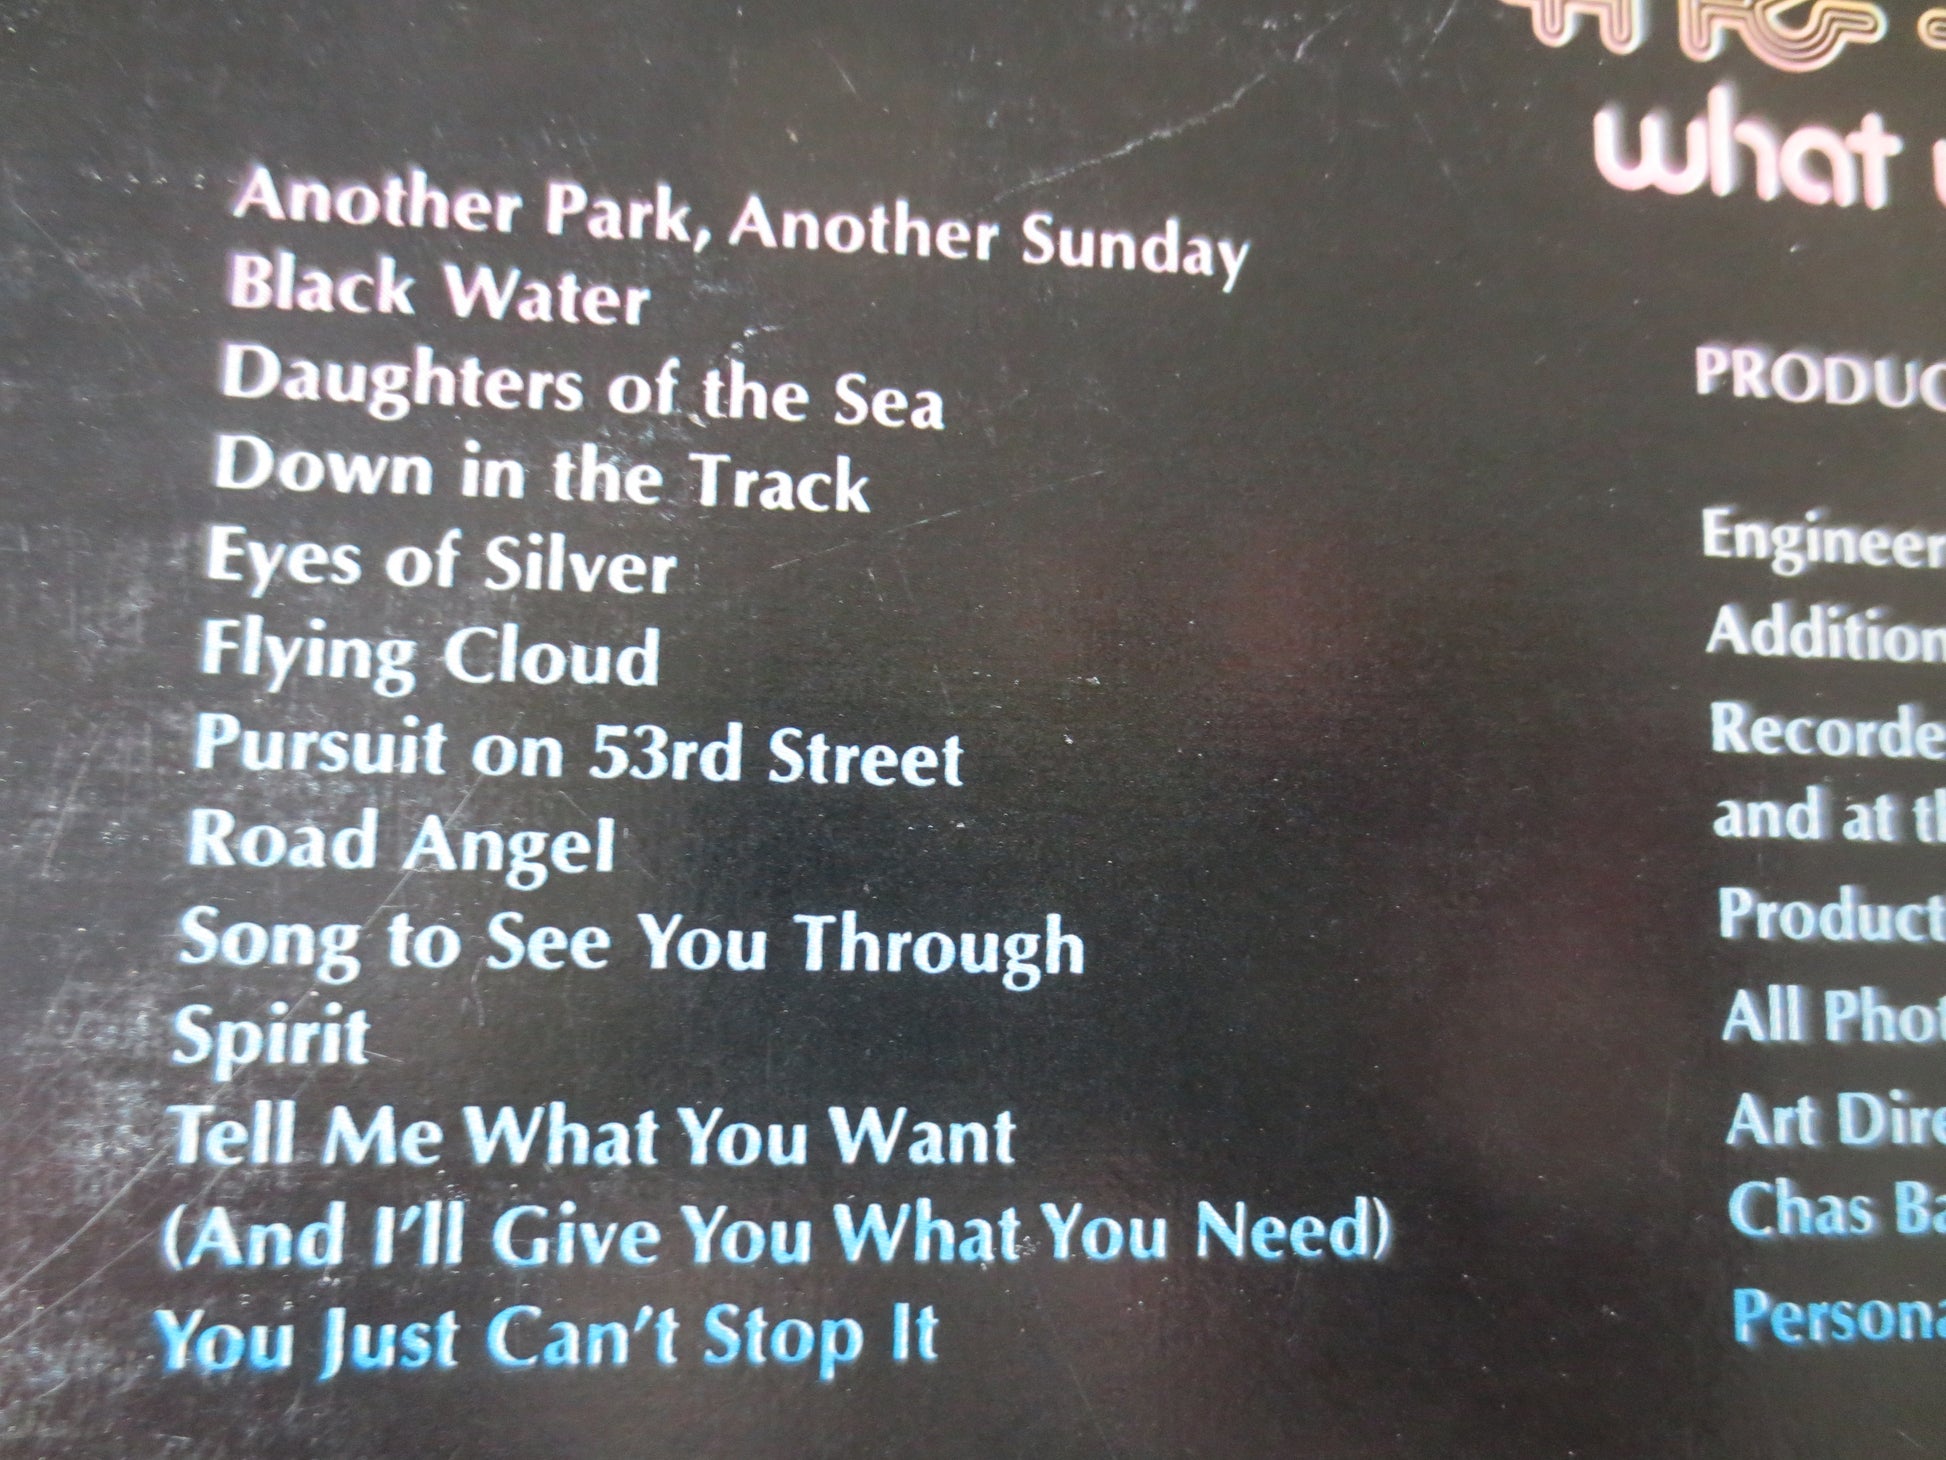 what
Another Park, Another Sunday
Black Water
Daughters of the Sea
Down in the Track
Eyes of Silver
Flying Cloud
Pursuit on 53rd Street
Road Angel
Song to See You Through
Spirit
Tell Me What You Want
(And I'll Give You What You Need)
You Just Can't Stop It
PRODUC
Engineer
Addition
Recorde
and at th
Product
All Phot
Art Dire
Chas Ba
Persona